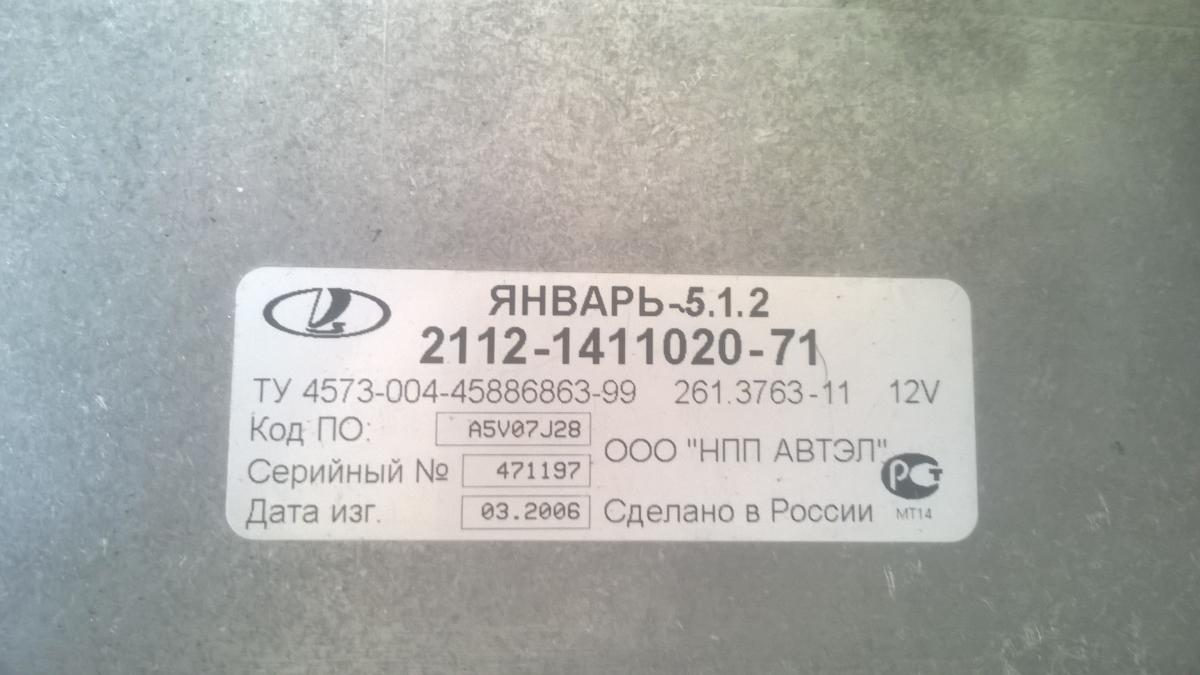 ЯНВАРЬ-5.1.2
2112-1411020-71
ТУ 4573-004-45886863-99 261.3763-11 12V
Код ПО: A5V07J28
ООО "НПП АВТЭЛ"
Серийный № 471197
РСТ
Дата изг. 03.2006 Сделано в России МТ14